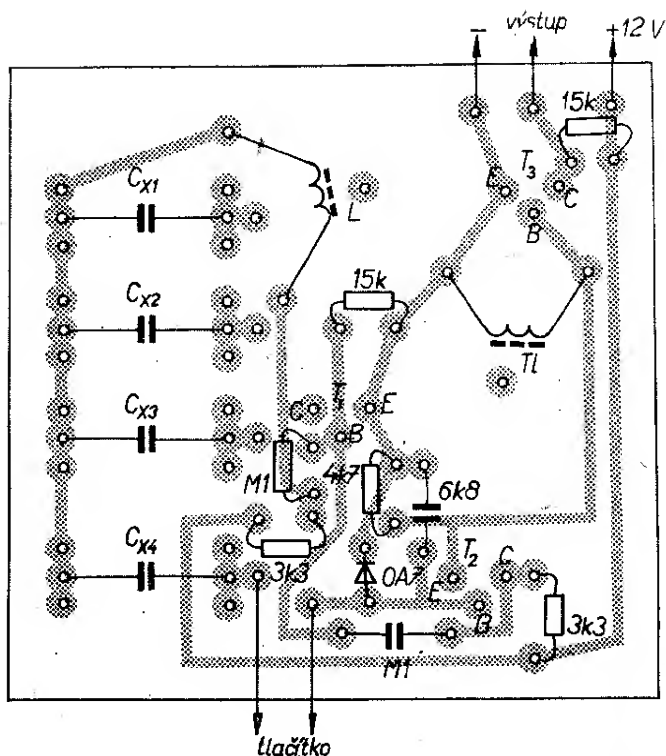 – výstup +12 V
15k
T3
E C
B
CX1
L
15k
CX2
Tl
CX3
C T1 E
B
M1 4k7
6k8
CX4
3k3
OA7
T2
E C
B
3k3
M1
tlačítko